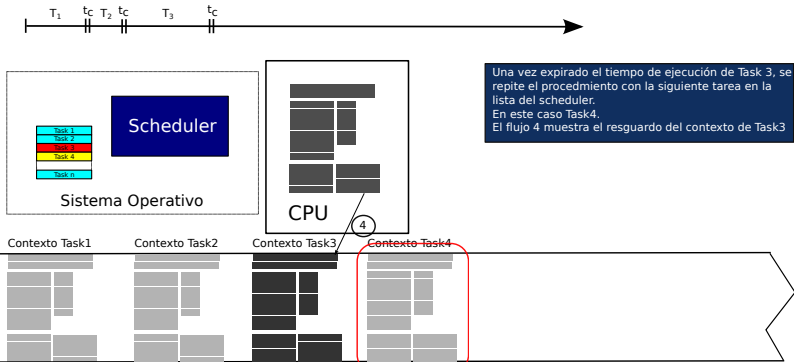 T1 tc T2 tc T3 tc
Una vez expirado el tiempo de ejecución de Task 3, se
repite el procedmiento con la siguiente tarea en la
lista del scheduler.
En este caso Task4.
El flujo 4 muestra el resguardo del contexto de Task3
Scheduler
Task 1
Task 2
Task 3
Task 4
Task n
Sistema Operativo
CPU
4
Contexto Task1 Contexto Task2 Contexto Task3 Contexto Task4